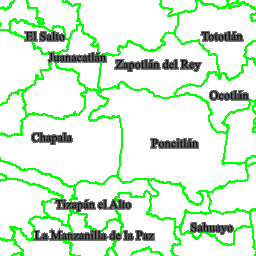 El Salto
Tototlán
Juanacatlán
Zapotlán del Rey
Ocotlán
Chapala
Poncitlán
Tizapán el Alto
Sahuayo
La Manzanilla de la Paz